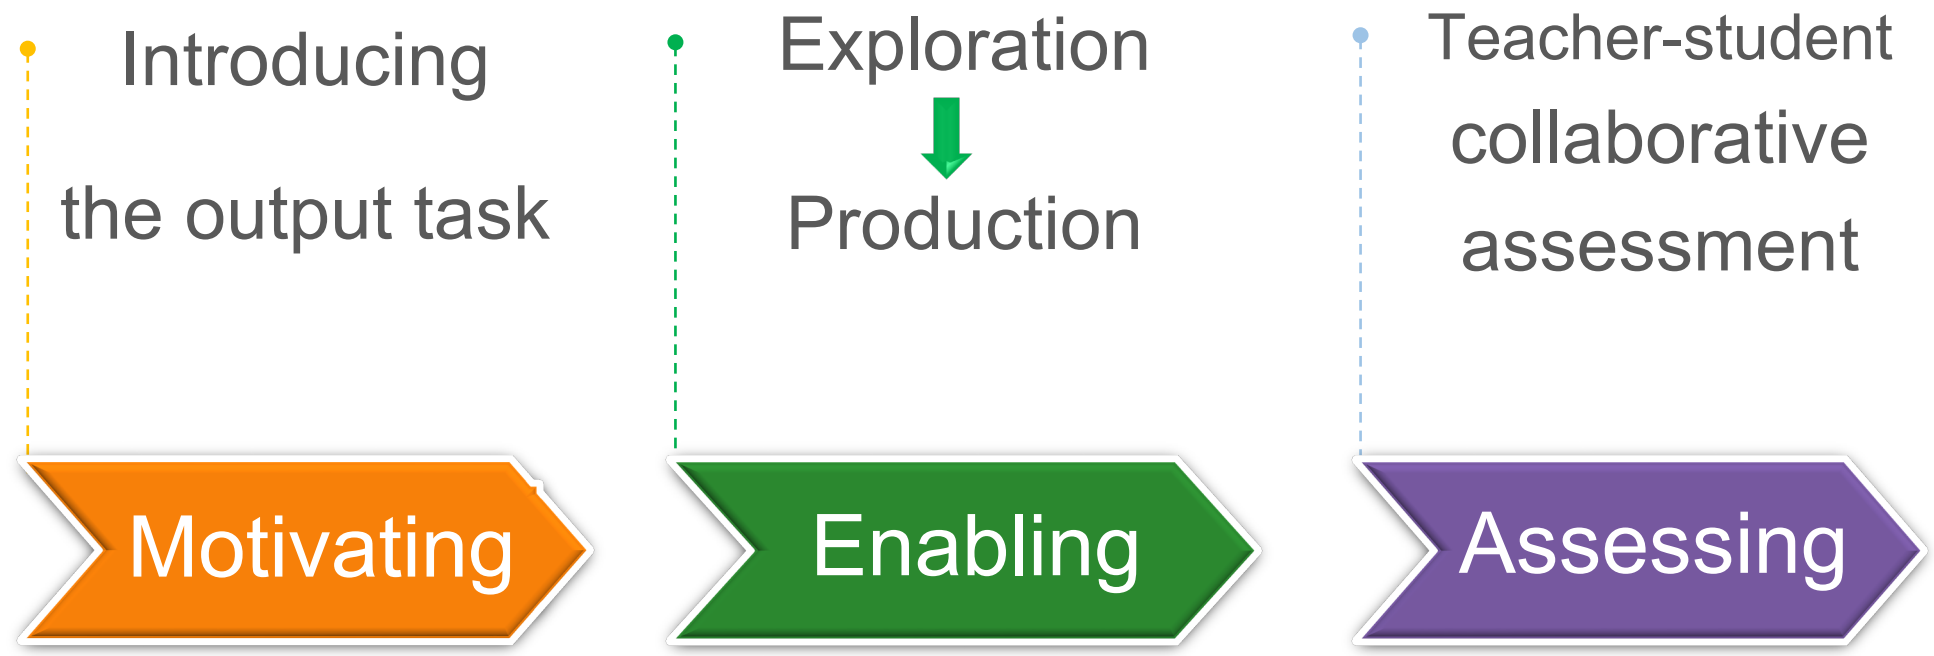 Introducing
the output task
Motivating
Exploration
Production
Enabling
Teacher-student
collaborative
assessment
Assessing